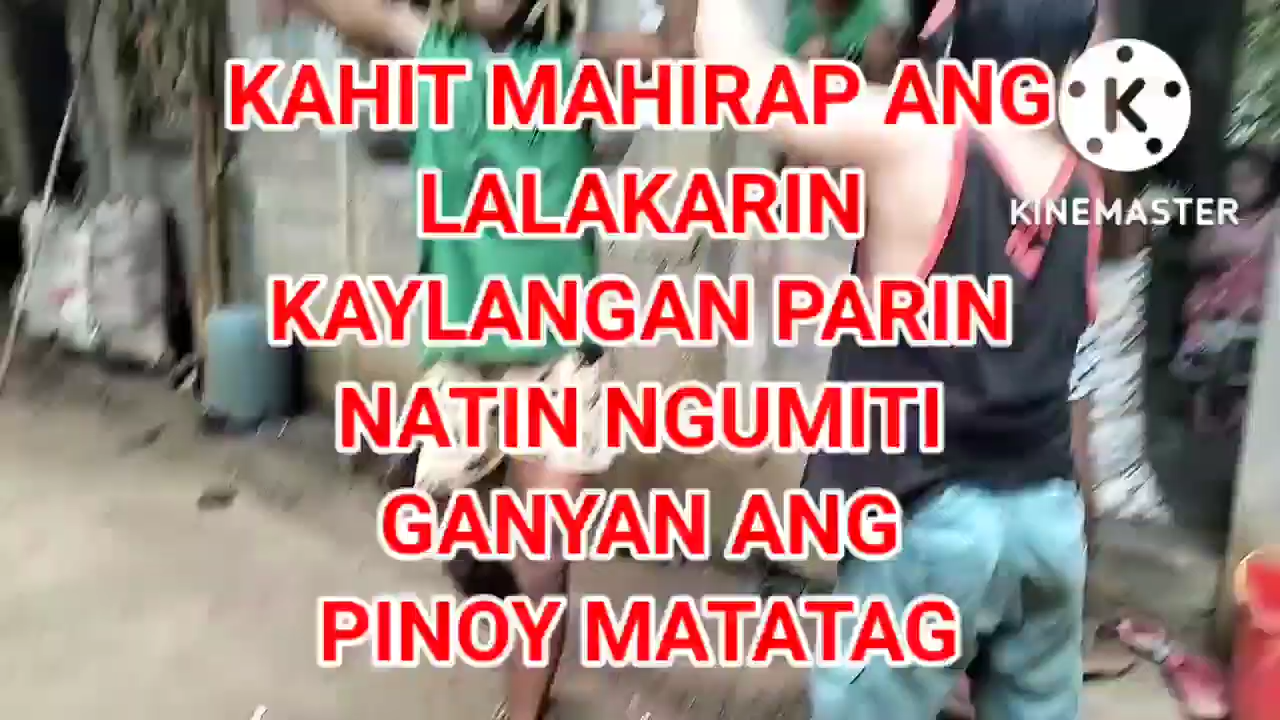 KAHIT MAHIRAP ANG
LALAKARIN
KAYLANGAN PARIN
NATIN NGUMITI
GANYAN ANG
PINOY MATATAG
K
KINEMASTER